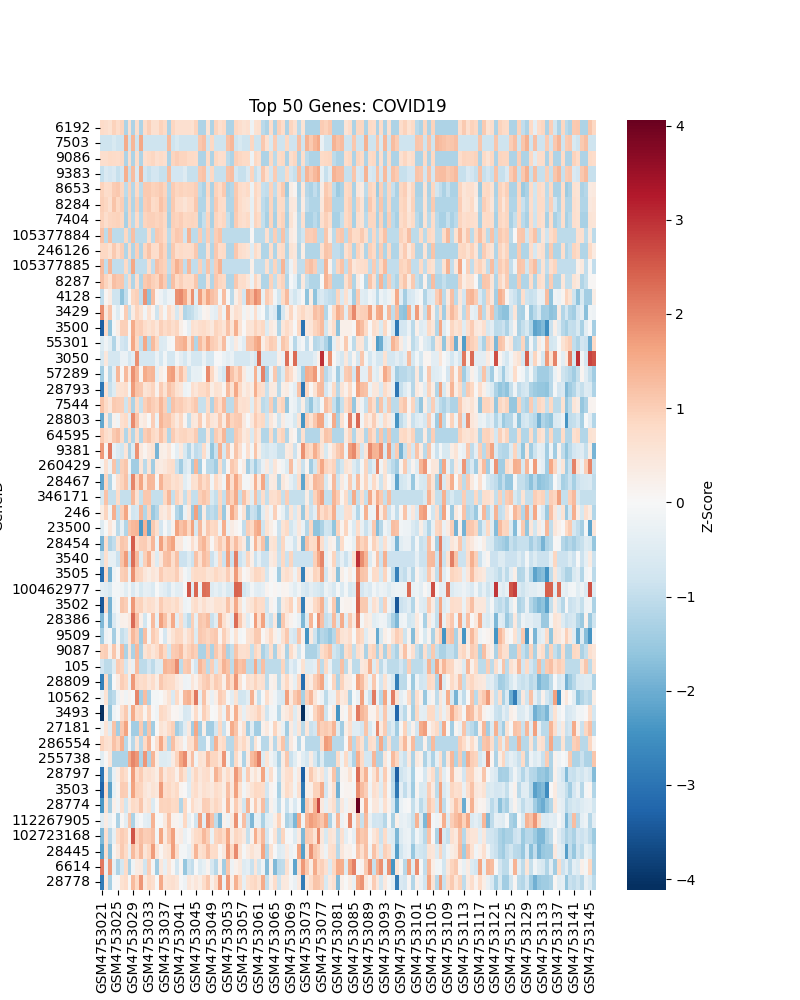 Top 50 Genes: COVID19
6192
7503
9086
9383
8653
8284
7404
105377884
246126
105377885
8287
4128
3429
3500
55301
3050
57289
28793
7544
28803
64595
9381
260429
28467
346171
246
23500
28454
3540
3505
100462977
3502
28386
9509
9087
105
28809
10562
3493
27181
286554
255738
28797
3503
28774
112267905
102723168
28445
6614
28778
GSM4753021
GSM4753025
GSM4753029
GSM4753033
GSM4753037
GSM4753041
GSM4753045
GSM4753049
GSM4753053
GSM4753057
GSM4753061
GSM4753065
GSM4753069
GSM4753073
GSM4753077
GSM4753081
GSM4753085
GSM4753089
GSM4753093
GSM4753097
GSM4753101
GSM4753105
GSM4753109
GSM4753113
GSM4753117
GSM4753121
GSM4753125
GSM4753129
GSM4753133
GSM4753137
GSM4753141
GSM4753145
4
3
2
1
0
−1
−2
−3
−4
Z-Score